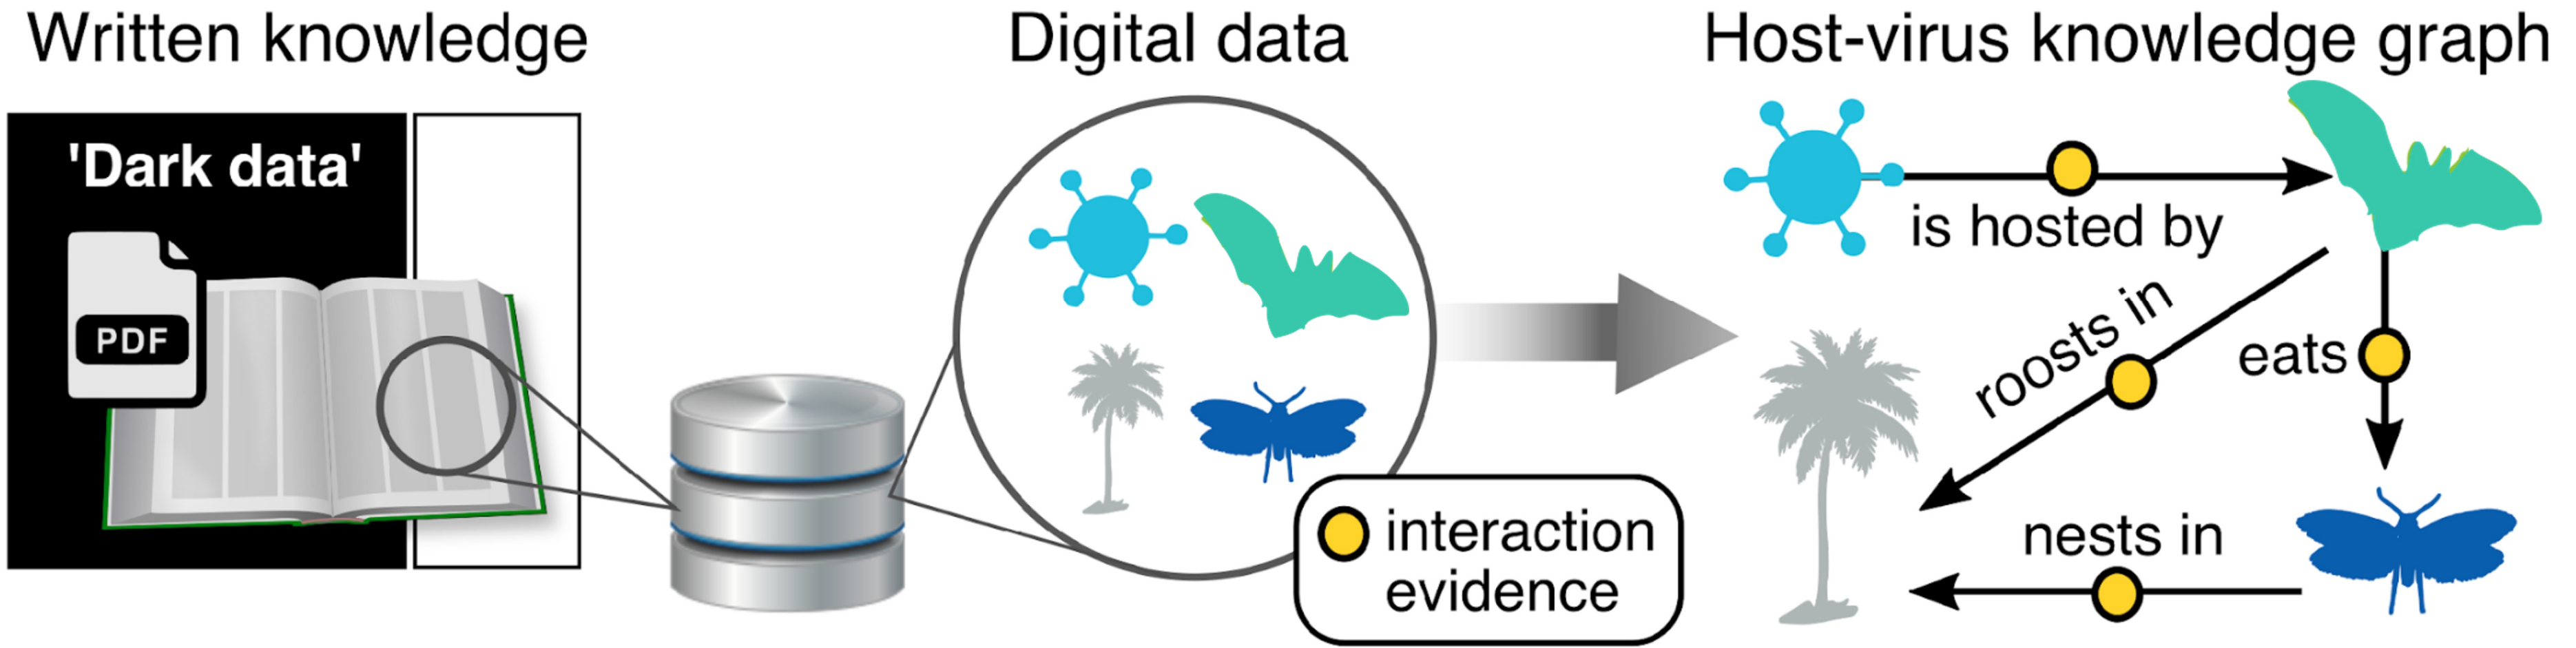 Written knowledge
'Dark data'
PDF
Digital data
interaction
evidence
Host-virus knowledge graph
is hosted by
roosts in
eats
nests in